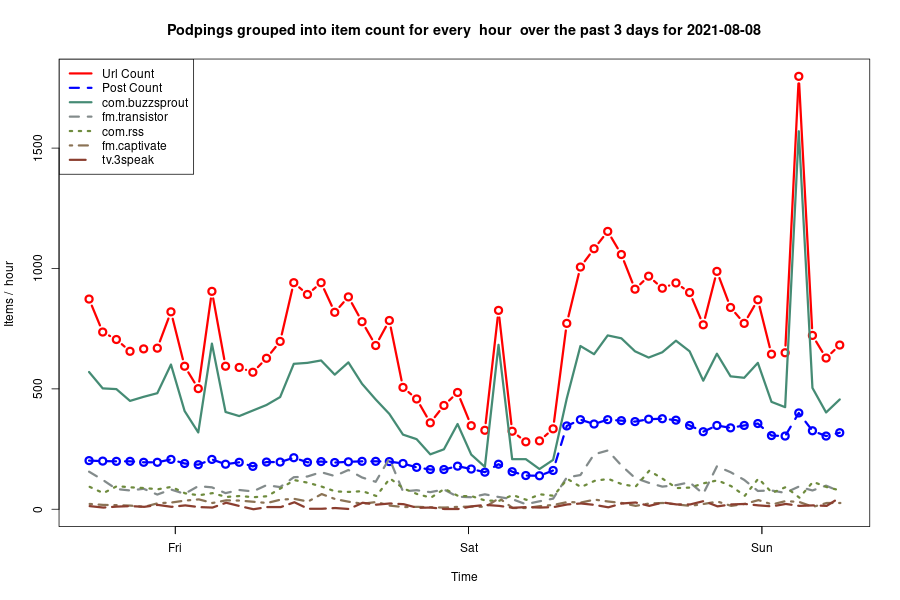 Podpings grouped into item count for every  hour  over the past 3 days for 2021-08-08
Url Count
Post Count
com.buzzsprout
fm.transistor
com.rss
fm.captivate
tv.3speak
Items /  hour
1500
1000
500
0
Fri
Sat
Sun
Time